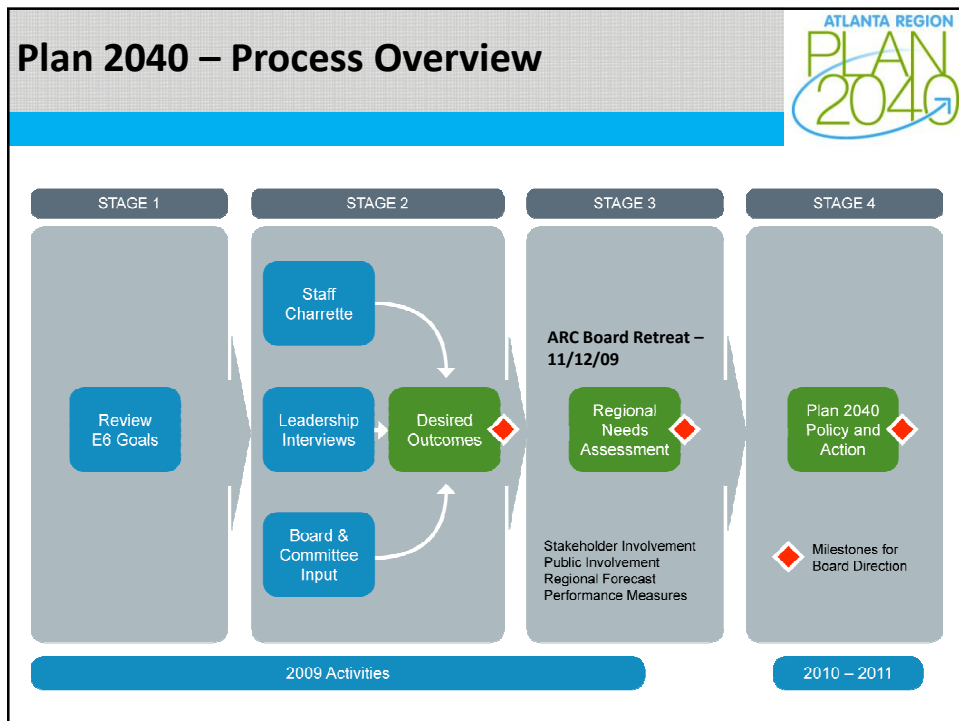 Plan 2040 – Process Overview
ATLANTA REGION
PLAN
2040
STAGE 1
STAGE 2
STAGE 3
STAGE 4
Review
E6 Goals
Staff
Charrette
Leadership
Interviews
Board &
Committee
Input
Desired
Outcomes
ARC Board Retreat –
11/12/09
Regional
Needs
Assessment
Stakeholder Involvement
Public Involvement
Regional Forecast
Performance Measures
Plan 2040
Policy and
Action
Milestones for
Board Direction
2009 Activities
2010 – 2011